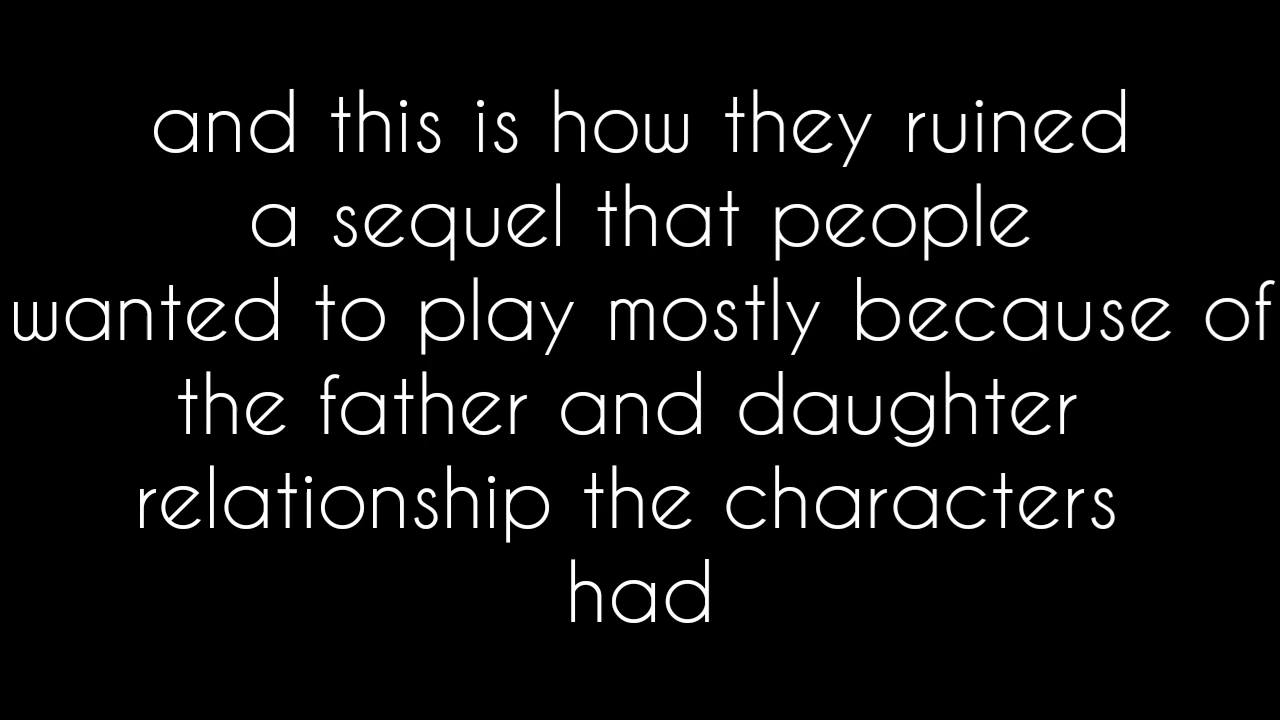 and this is how they ruined
a sequel that people
wanted to play mostly because of
the father and daughter
relationship the characters
had